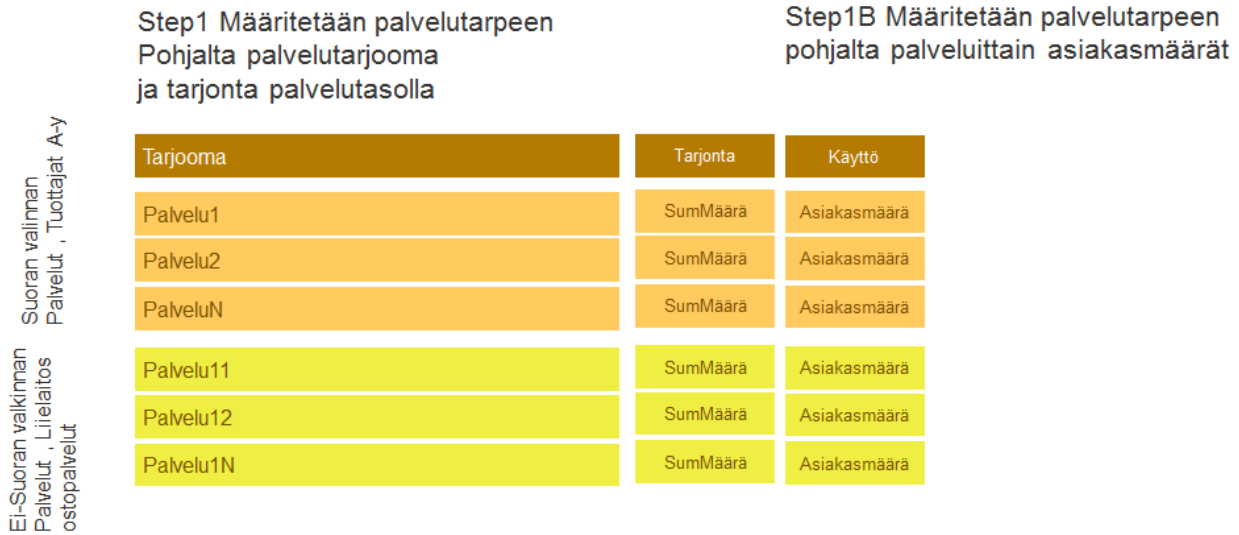 Step1 Määritetään palvelutarpeen
Pohjalta palvelutarjooma
ja tarjonta palvelutasolla
Step1B Määritetään palvelutarpeen
pohjalta palveluittain asiakasmäärät
Suoran valinnan
Palvelut , Tuottajat A-y
Tarjooma Tarjonta Käyttö
Palvelu1 SumMäärä Asiakasmäärä
Palvelu2 SumMäärä Asiakasmäärä
PalveluN SumMäärä Asiakasmäärä
Ei-Suoran valkinnan
Palvelut , Liielaitos
ostopalvelut
Palvelu11 SumMäärä Asiakasmäärä
Palvelu12 SumMäärä Asiakasmäärä
Palvelu1N SumMäärä Asiakasmäärä